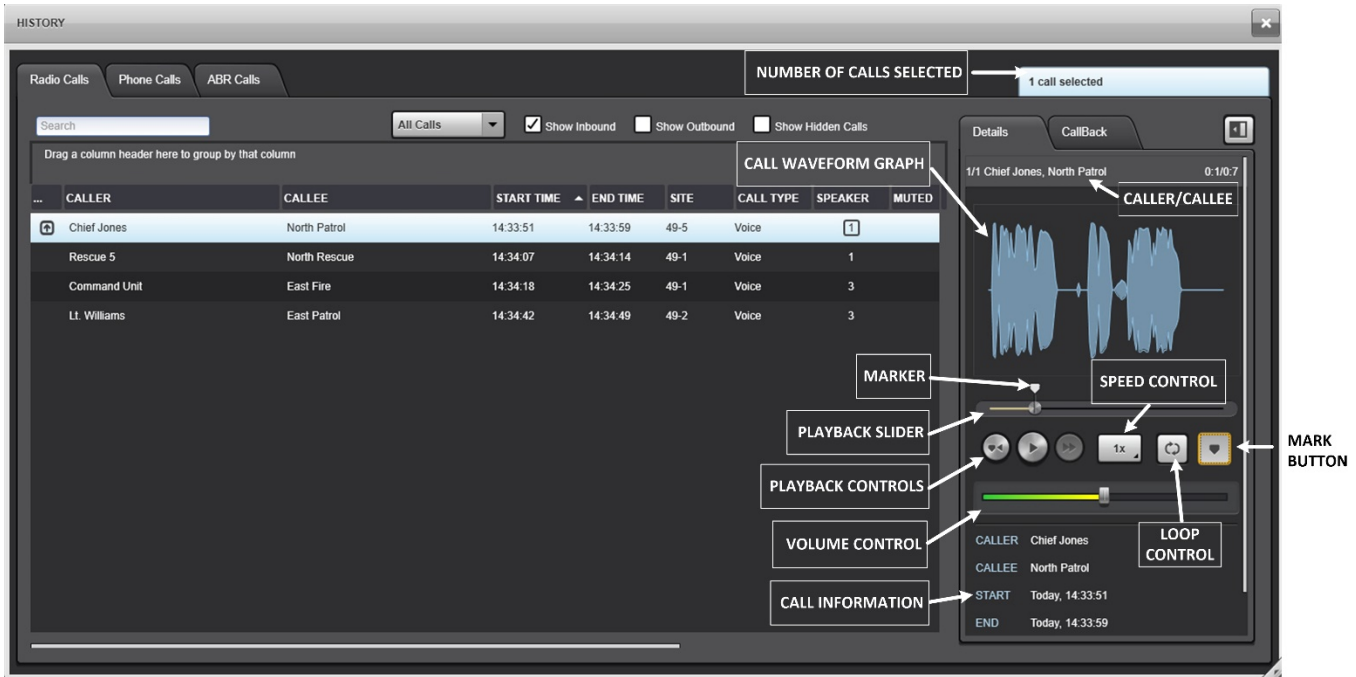 HISTORY
Radio Calls Phone Calls ABR Calls
NUMBER OF CALLS SELECTED
1 call selected
Search
All Calls
Show Inbound Show Outbound Show Hidden Calls
Drag a column header here to group by that column
... CALLER CALLEE START TIME END TIME SITE CALL TYPE SPEAKER MUTED
Chief Jones North Patrol 14:33:51 14:33:59 49-5 Voice 1
Rescue 5 North Rescue 14:34:07 14:34:14 49-1 Voice 1
Command Unit East Fire 14:34:18 14:34:25 49-1 Voice 3
Lt. Williams East Patrol 14:34:42 14:34:49 49-2 Voice 3
Details CallBack
CALL WAVEFORM GRAPH
1/1 Chief Jones, North Patrol 0:1/0:7
CALLER/CALLEE
MARKER
SPEED CONTROL
PLAYBACK SLIDER
1x
MARK
BUTTON
PLAYBACK CONTROLS
VOLUME CONTROL
LOOP
CONTROL
CALL INFORMATION
CALLER Chief Jones
CALLEE North Patrol
START Today, 14:33:51
END Today, 14:33:59